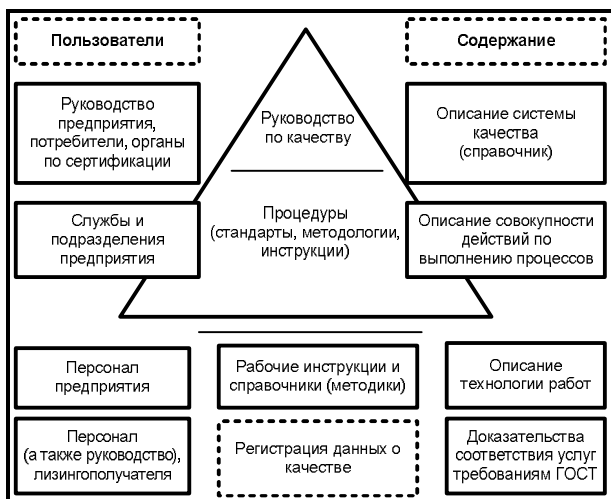 Пользователи
Содержание
Руководство
предприятия,
потребители, органы
по сертификации
Руководство
по качеству
Описание системы
качества
(справочник)
Службы и
подразделения
предприятия
Процедуры
(стандарты, методологии,
инструкции)
Описание совокупности
действий по
выполнению процессов
Персонал
предприятия
Рабочие инструкции и
справочники (методики)
Описание
технологии работ
Персонал
(а также руководство),
лизингополучателя
Регистрация данных о
качестве
Доказательства
соответствия услуг
требованиям ГОСТ